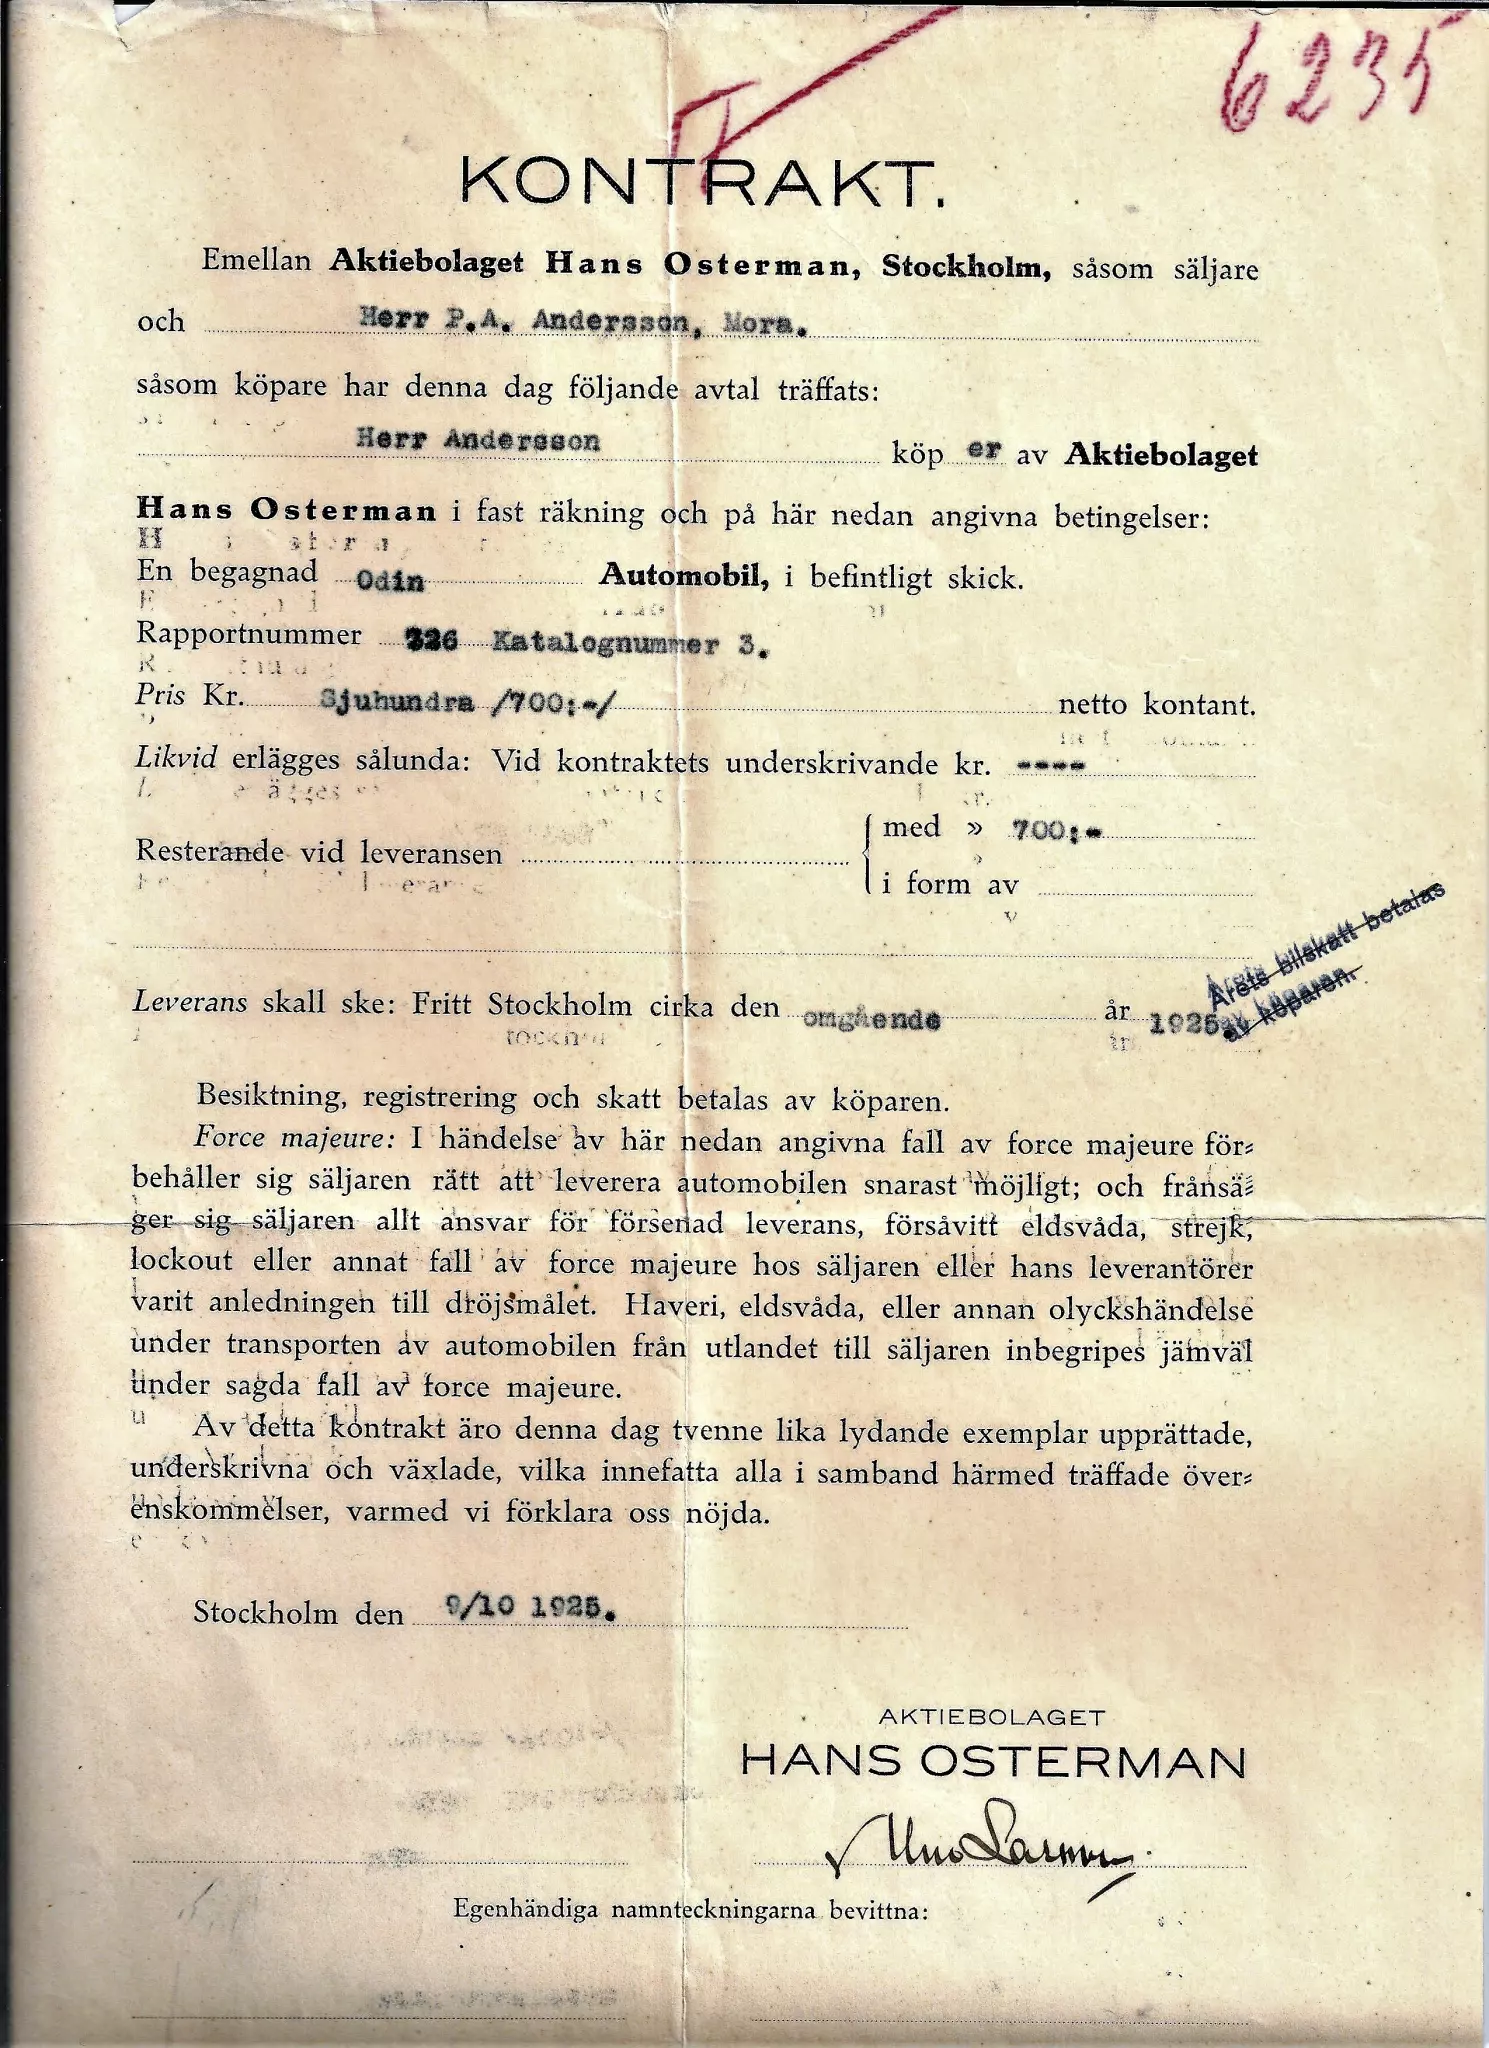 6235
KONTRAKT.
Emellan Aktiebolaget Hans Osterman, Stockholm, såsom säljare
och Herr P.A. Andersson, Mora.
såsom köpare har denna dag följande avtal träffats:
Herr Andersson köp er av Aktiebolaget
Hans Osterman i fast räkning och på här nedan angivna betingelser:
En begagnad Odin Automobil, i befintligt skick.
Rapportnummer 326 Katalognummer 3.
Pris Kr. Sjuhundra /700:-/ netto kontant.
Likvid erlägges sålunda: Vid kontraktets underskrivande kr. ----
Resterande vid leveransen
med » 700:-
i form av
Årets bilskatt betalas
av köparen.
Leverans skall ske: Fritt Stockholm cirka den omgående år 1925.
Besiktning, registrering och skatt betalas av köparen.
Force majeure: I händelse av här nedan angivna fall av force majeure för-
behåller sig säljaren rätt att leverera automobilen snarast möjligt; och frånsä-
ger sig säljaren allt ansvar för försenad leverans, försåvitt eldsvåda, strejk,
lockout eller annat fall av force majeure hos säljaren eller hans leverantörer
varit anledningen till dröjsmålet. Haveri, eldsvåda, eller annan olyckshändelse
under transporten av automobilen från utlandet till säljaren inbegripes jämväl
under sagda fall av force majeure.
Av detta kontrakt äro denna dag tvenne lika lydande exemplar upprättade,
underskrivna och växlade, vilka innefatta alla i samband härmed träffade över-
enskommelser, varmed vi förklara oss nöjda.
Stockholm den 9/10 1925.
AKTIEBOLAGET
HANS OSTERMAN
Uno Larson
Egenhändiga namnteckningarna bevittna: